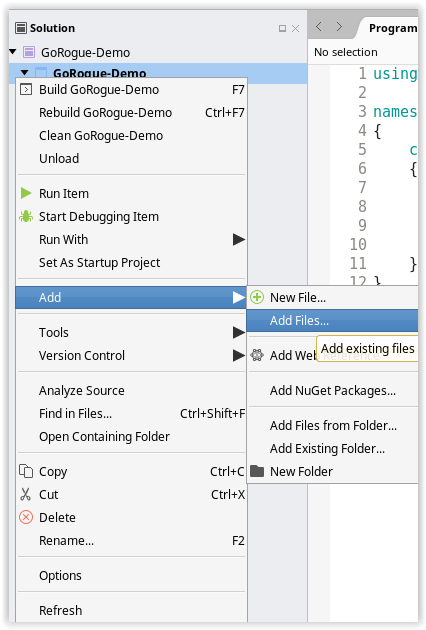 Solution
Program
GoRogue-Demo
No selection
GoRogue-Demo
Build GoRogue-Demo F7
Rebuild GoRogue-Demo Ctrl+F7
Clean GoRogue-Demo
Unload
Run Item
Start Debugging Item
Run With
Set As Startup Project
Add
Tools
Version Control
Analyze Source
Find in Files... Ctrl+Shift+F
Open Containing Folder
Copy Ctrl+C
Cut Ctrl+X
Delete
Rename... F2
Options
Refresh
1 using
2
3 names
4 {
5 c
6 {
7
8
9
10
11 }
12 }
New File...
Add Files...
Add existing files
Add Web
Add NuGet Packages...
Add Files from Folder...
Add Existing Folder...
New Folder